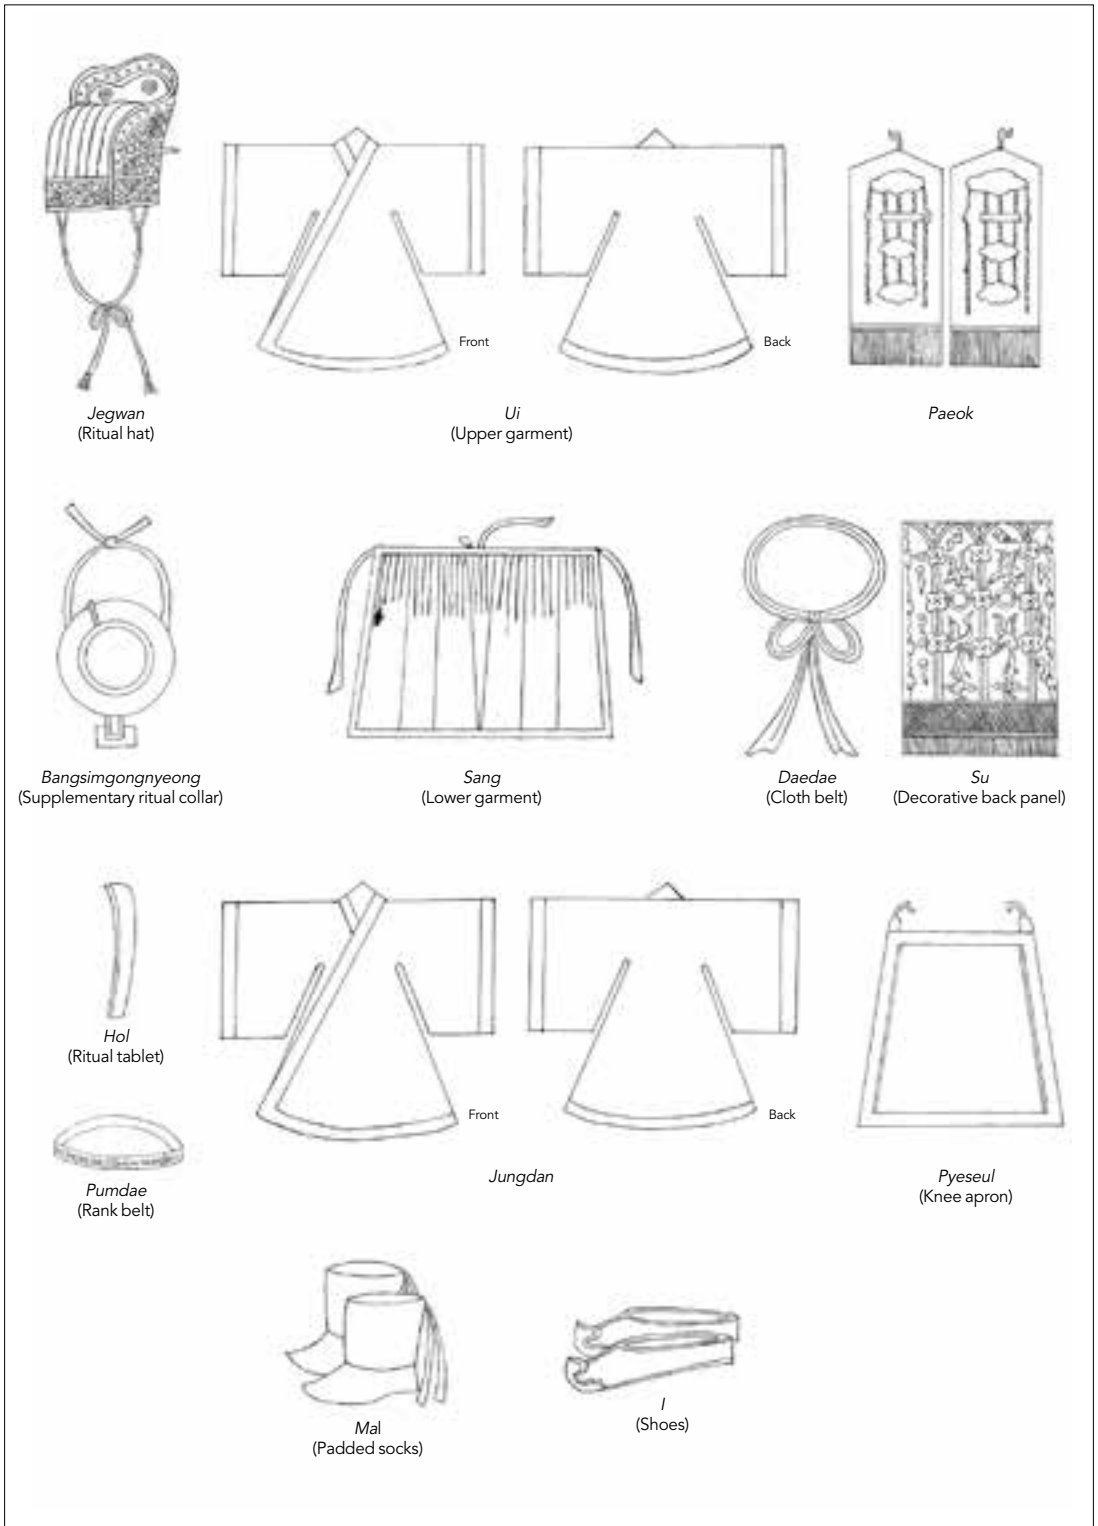 Front
Back
Jegwan
(Ritual hat)
Ui
(Upper garment)
Paeok
Bangsimgongnyeong
(Supplementary ritual collar)
Sang
(Lower garment)
Daedae
(Cloth belt)
Su
(Decorative back panel)
Hol
(Ritual tablet)
Front
Back
Pumdae
(Rank belt)
Jungdan
Pyeseul
(Knee apron)
Mal
(Padded socks)
I
(Shoes)